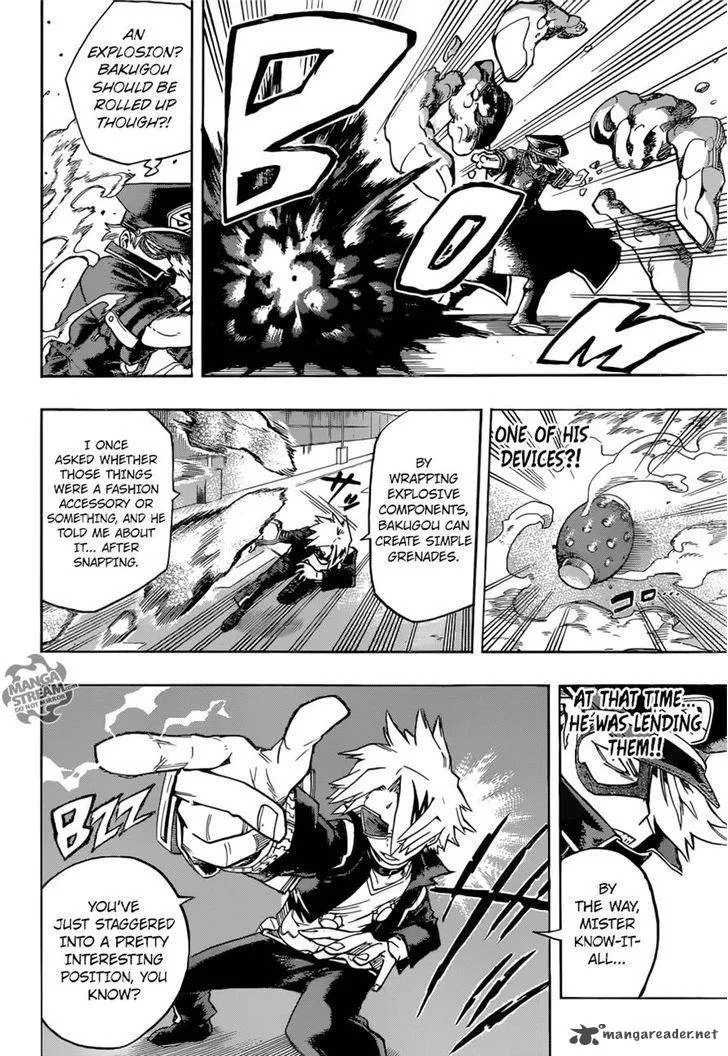 B
O
M
AN
EXPLOSION?
BAKUGOU
SHOULD BE
ROLLED UP
THOUGH?!
ONE OF HIS
DEVICES?!
コロ...
BY
WRAPPING
EXPLOSIVE
COMPONENTS,
BAKUGOU CAN
CREATE SIMPLE
GRENADES.
I ONCE
ASKED WHETHER
THOSE THINGS
WERE A FASHION
ACCESSORY OR
SOMETHING, AND HE
TOLD ME ABOUT
IT... AFTER
SNAPPING.
AT THAT TIME...
HE WAS LENDING
THEM!!
BY
THE WAY,
MISTER
KNOW-IT-
ALL...
BZZ
YOU'VE
JUST STAGGERED
INTO A PRETTY
INTERESTING
POSITION, YOU
KNOW?
MANGA
STREAM.com
DO NOT MIRROR
mangareader.net